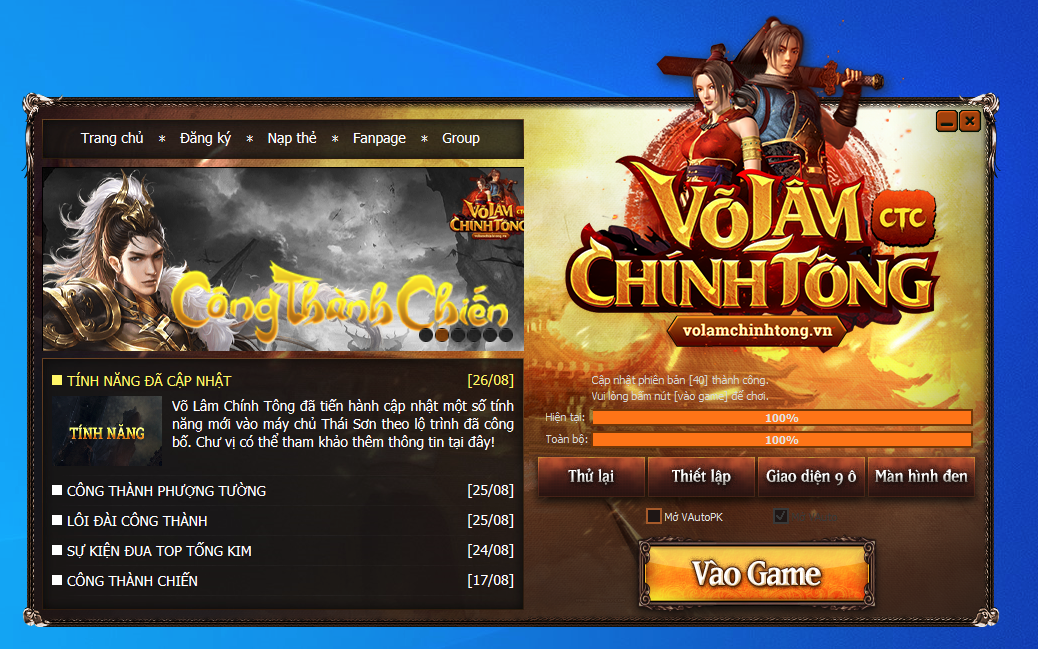 Trang chủ * Đăng ký * Nạp thẻ * Fanpage * Group
VÕ LÂM
CTC
CHÍNH TÔNG
volamchinhtong.vn
VÕ LÂM
CTC
CHÍNH TÔNG
volamchinhtong.vn
Công Thành Chiến
TÍNH NĂNG ĐÃ CẬP NHẬT [26/08]
TÍNH NĂNG
Võ Lâm Chính Tông đã tiến hành cập nhật một số tính
năng mới vào máy chủ Thái Sơn theo lộ trình đã công
bố. Chư vị có thể tham khảo thêm thông tin tại đây!
CÔNG THÀNH PHƯỢNG TƯỜNG [25/08]
LÔI ĐÀI CÔNG THÀNH [25/08]
SỰ KIỆN ĐUA TOP TỐNG KIM [24/08]
CÔNG THÀNH CHIẾN [17/08]
Cập nhật phiên bản [40] thành công.
Vui lòng bấm nút [vào game] để chơi.
Hiện tại: 100%
Toàn bộ: 100%
Thử lại Thiết lập Giao diện 9 ô Màn hình đen
Mở VAutoPK
Vào Game